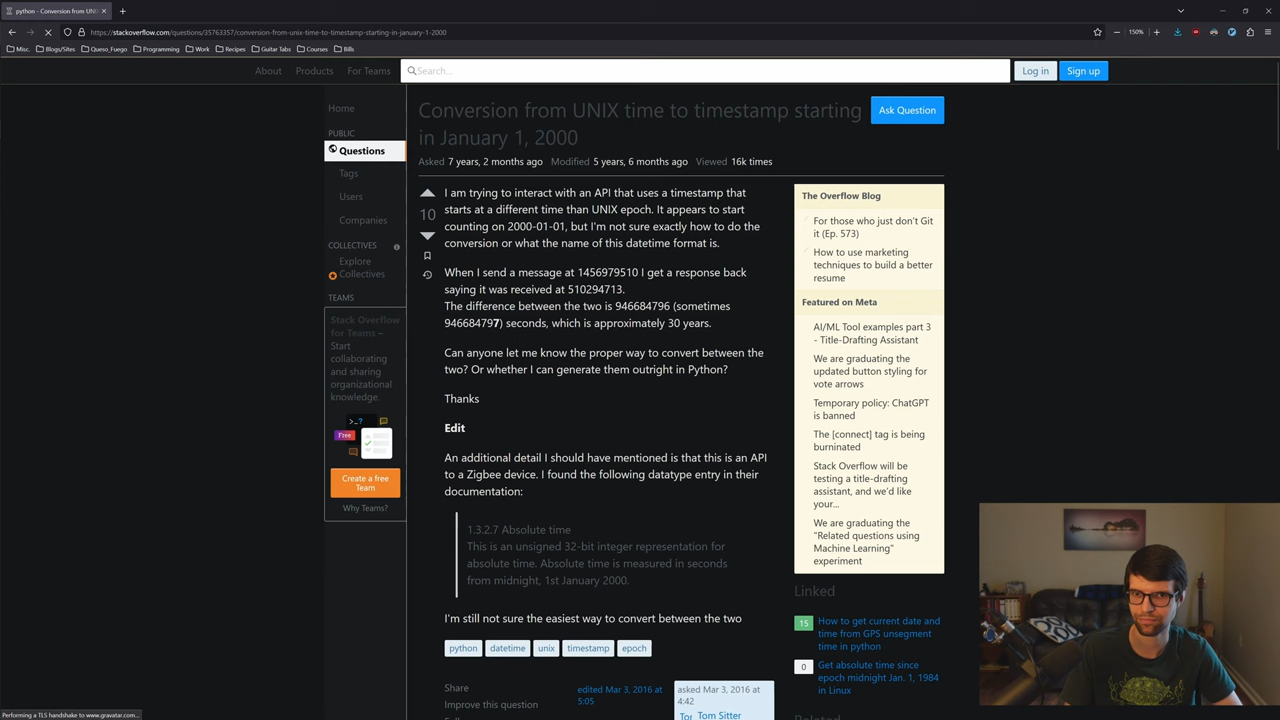 python - Conversion from UNI
https://stackoverflow.com/questions/35763357/conversion-from-unix-time-to-timestamp-starting-in-january-1-2000
150%
Misc.
Blogs/Sites
Queso_Fuego
Programming
Work
Recipes
Guitar Tabs
Courses
Bills
About
Products
For Teams
Search...
Log in
Sign up
Home
PUBLIC
Questions
Tags
Users
Companies
COLLECTIVES
Explore
Collectives
TEAMS
Stack Overflow
for Teams –
Start
collaborating
and sharing
organizational
knowledge.
>_?
Free
Create a free
Team
Why Teams?
Conversion from UNIX time to timestamp starting
in January 1, 2000
Ask Question
Asked 7 years, 2 months ago Modified 5 years, 6 months ago Viewed 16k times
10
I am trying to interact with an API that uses a timestamp that
starts at a different time than UNIX epoch. It appears to start
counting on 2000-01-01, but I'm not sure exactly how to do the
conversion or what the name of this datetime format is.
When I send a message at 1456979510 I get a response back
saying it was received at 510294713.
The difference between the two is 946684796 (sometimes
946684797) seconds, which is approximately 30 years.
Can anyone let me know the proper way to convert between the
two? Or whether I can generate them outright in Python?
Thanks
Edit
An additional detail I should have mentioned is that this is an API
to a Zigbee device. I found the following datatype entry in their
documentation:
1.3.2.7 Absolute time
This is an unsigned 32-bit integer representation for
absolute time. Absolute time is measured in seconds
from midnight, 1st January 2000.
I'm still not sure the easiest way to convert between the two
python
datetime
unix
timestamp
epoch
Share
Improve this question
edited Mar 3, 2016 at
5:05
asked Mar 3, 2016 at
4:42
Tom Sitter
The Overflow Blog
For those who just don't Git
it (Ep. 573)
How to use marketing
techniques to build a better
resume
Featured on Meta
AI/ML Tool examples part 3
- Title-Drafting Assistant
We are graduating the
updated button styling for
vote arrows
Temporary policy: ChatGPT
is banned
The [connect] tag is being
burninated
Stack Overflow will be
testing a title-drafting
assistant, and we'd like
your...
We are graduating the
"Related questions using
Machine Learning"
experiment
Linked
15
How to get current date and
time from GPS unsegment
time in python
0
Get absolute time since
epoch midnight Jan. 1, 1984
in Linux
Performing a TLS handshake to www.gravatar.com...